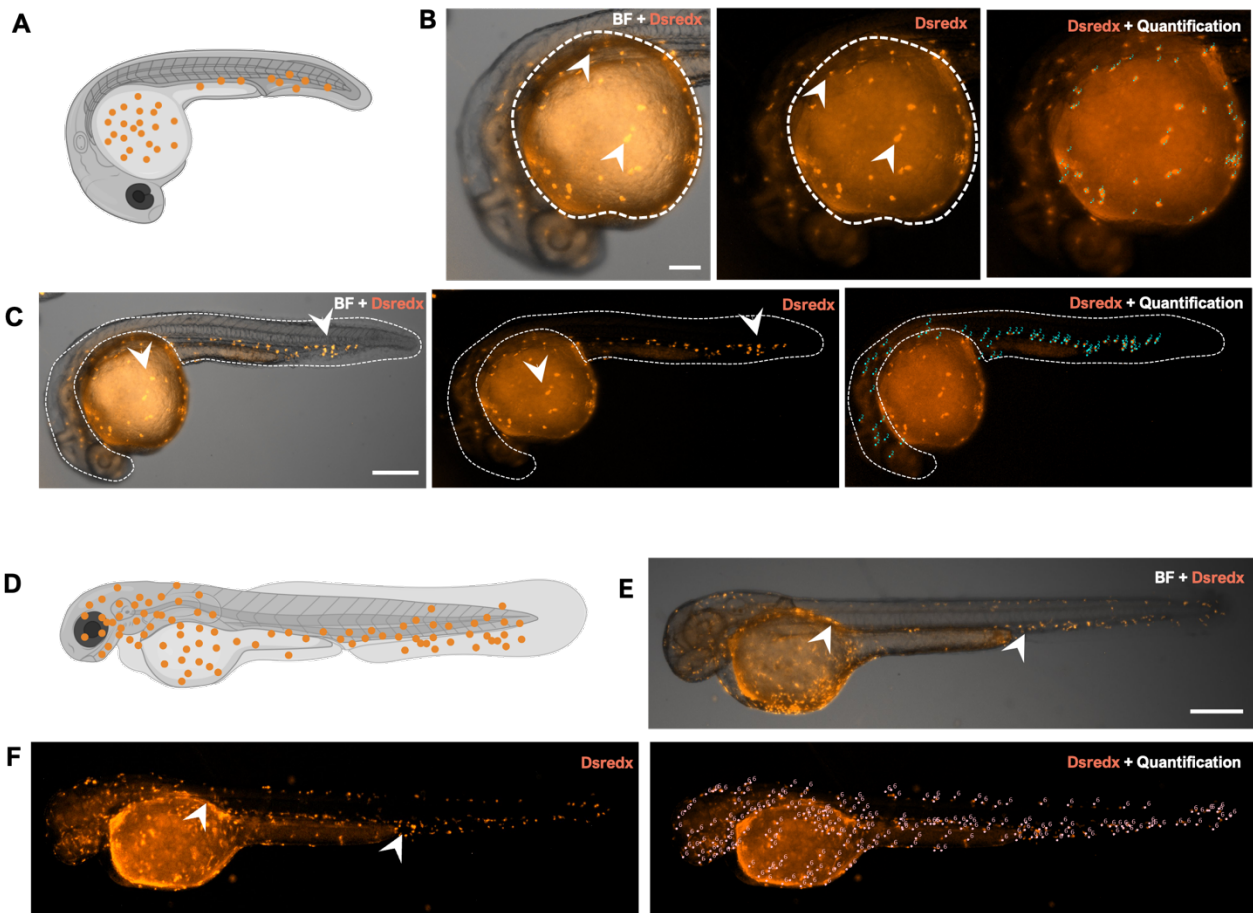 A
B
BF + Dsredx
Dsredx
Dsredx + Quantification
C
BF + Dsredx
Dsredx
Dsredx + Quantification
D
E
BF + Dsredx
F
Dsredx
Dsredx + Quantification